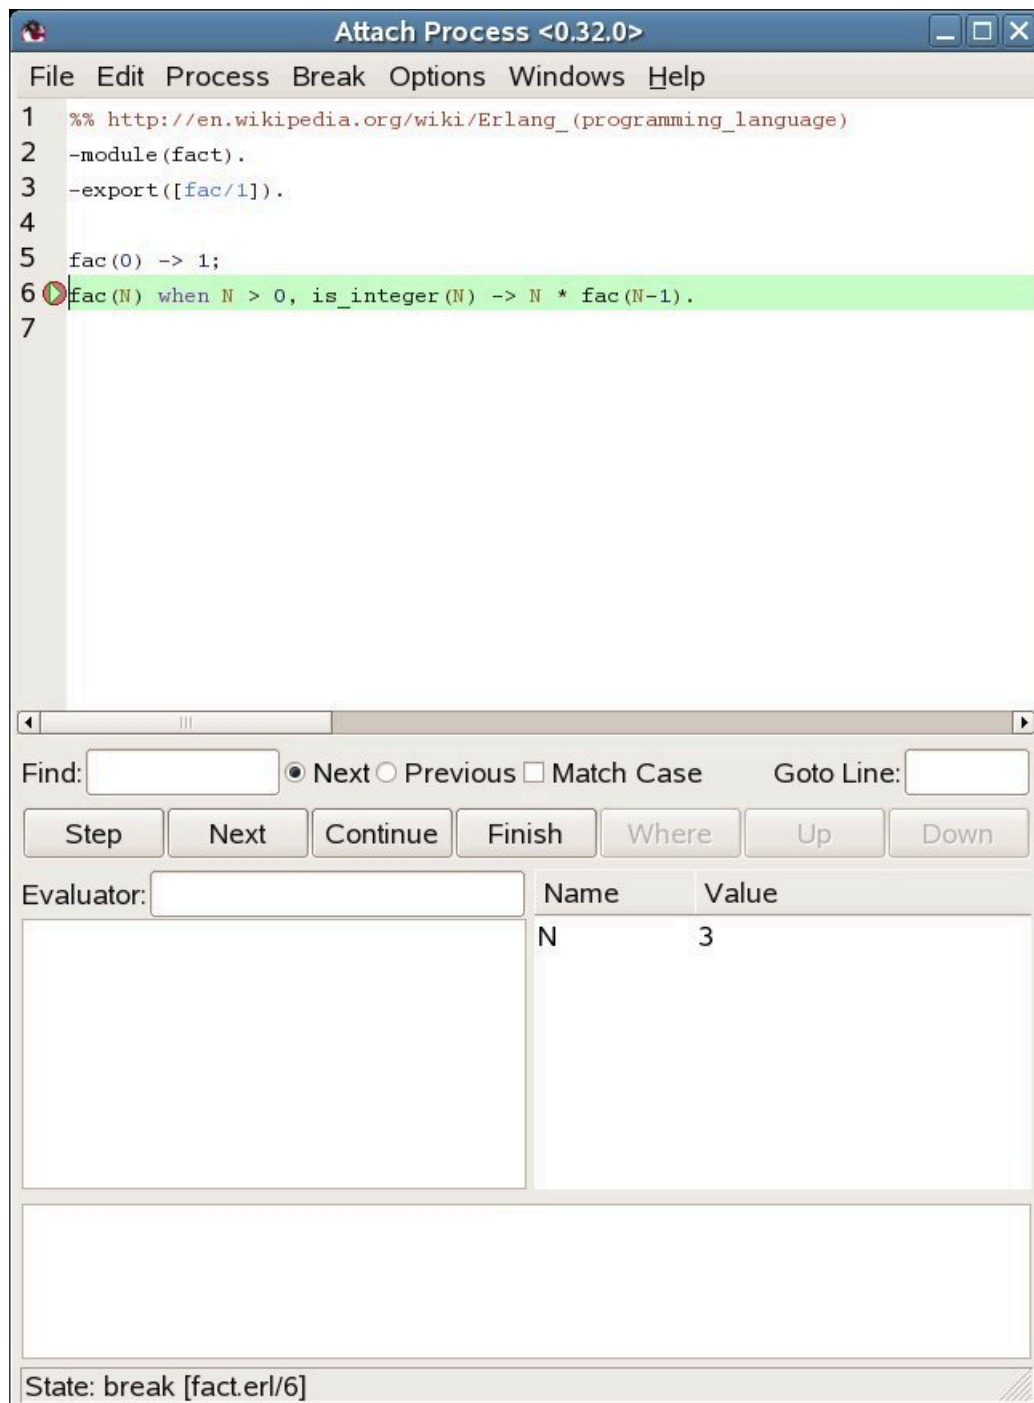 Attach Process <0.32.0>
File Edit Process Break Options Windows Help
1 %% http://en.wikipedia.org/wiki/Erlang_(programming_language)
2 -module(fact).
3 -export([fac/1]).
4
5 fac(0) -> 1;
6 fac(N) when N > 0, is_integer(N) -> N * fac(N-1).
7
Find: Next Previous Match Case Goto Line:
Step Next Continue Finish Where Up Down
Evaluator: Name Value
N 3
State: break [fact.erl/6]